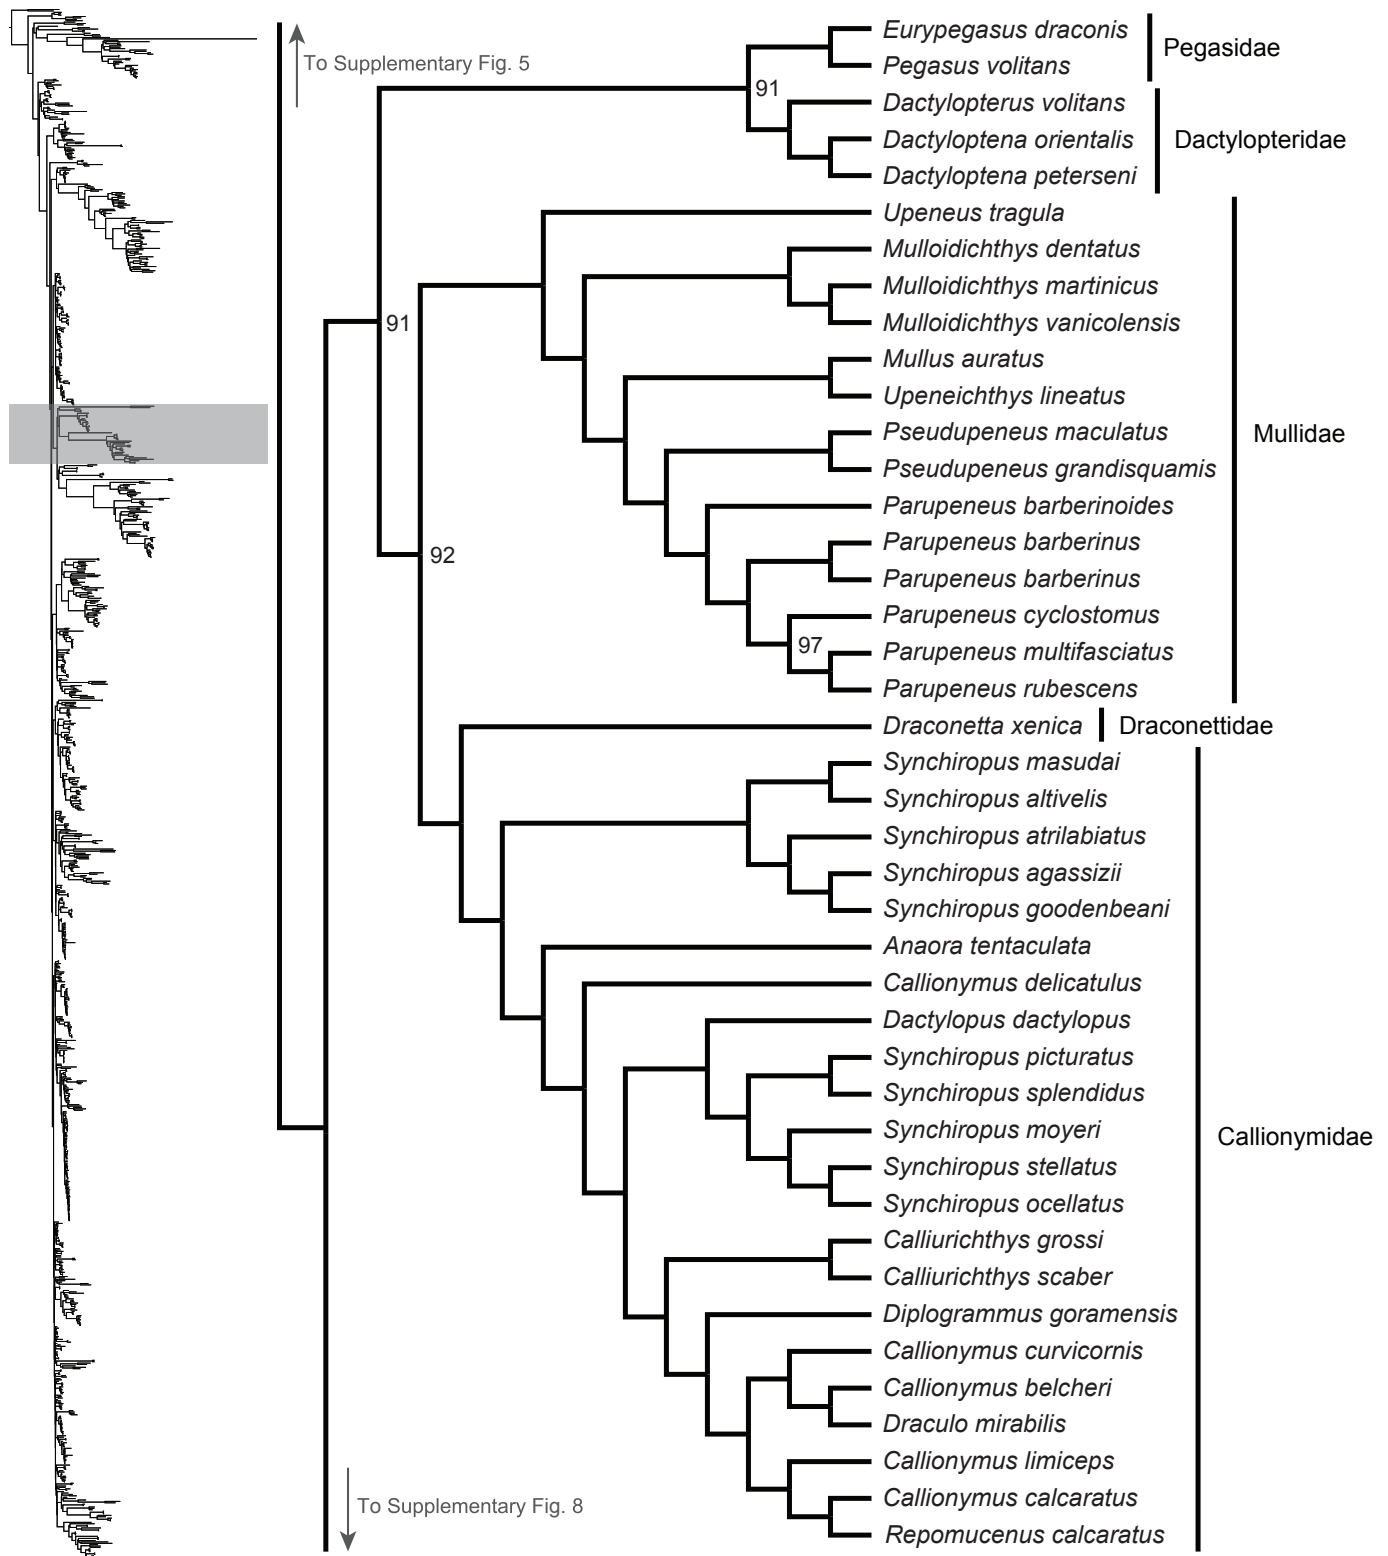 To Supplementary Fig. 5
Eurypegasus draconis
Pegasus volitans
Pegasidae
91
Dactylopterus volitans
Dactyloptena orientalis
Dactyloptena peterseni
Dactylopteridae
Upeneus tragula
Mulloidichthys dentatus
Mulloidichthys martinicus
Mulloidichthys vanicolensis
91
Mullus auratus
Upeneichthys lineatus
Pseudupeneus maculatus
Pseudupeneus grandisquamis
Mullidae
Parupeneus barberinoides
Parupeneus barberinus
92
Parupeneus barberinus
Parupeneus cyclostomus
97
Parupeneus multifasciatus
Parupeneus rubescens
Draconetta xenica
Draconettidae
Synchiropus masudai
Synchiropus altivelis
Synchiropus atrilabiatus
Synchiropus agassizii
Synchiropus goodenbeani
Anaora tentaculata
Callionymus delicatulus
Dactylopus dactylopus
Synchiropus picturatus
Synchiropus splendidus
Synchiropus moyeri
Callionymidae
Synchiropus stellatus
Synchiropus ocellatus
Calliurichthys grossi
Calliurichthys scaber
Diplogrammus goramensis
Callionymus curvicornis
Callionymus belcheri
Draculo mirabilis
Callionymus limiceps
Callionymus calcaratus
To Supplementary Fig. 8
Repomucenus calcaratus